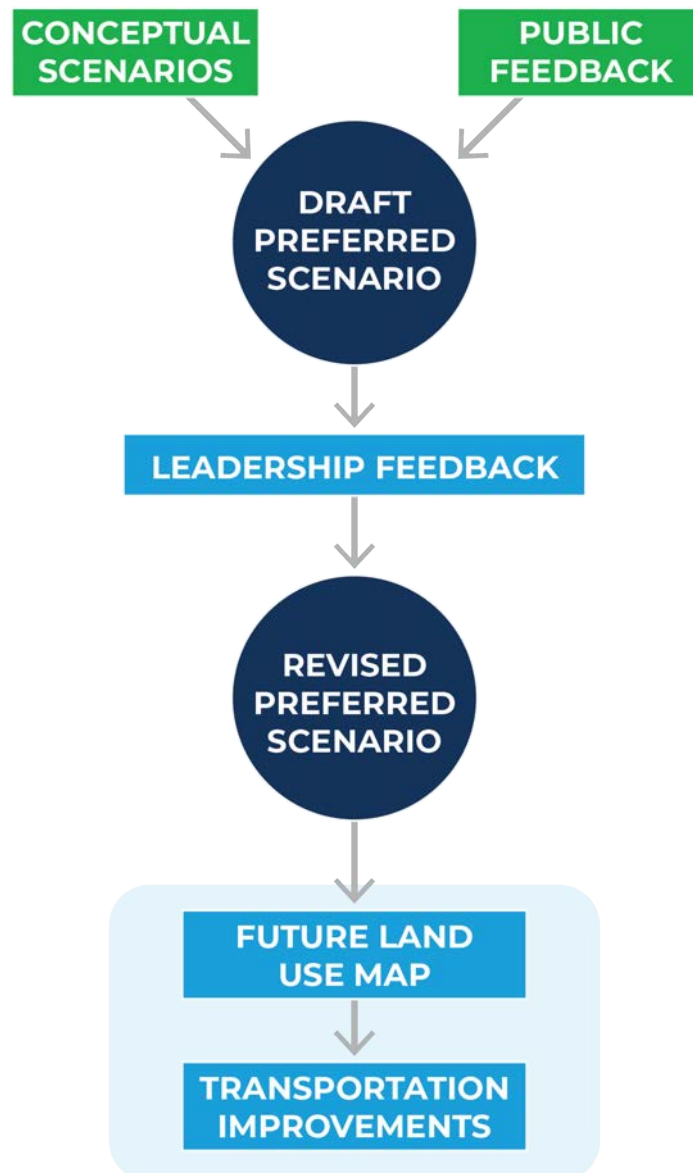 CONCEPTUAL
SCENARIOS
PUBLIC
FEEDBACK
DRAFT
PREFERRED
SCENARIO
LEADERSHIP FEEDBACK
REVISED
PREFERRED
SCENARIO
FUTURE LAND
USE MAP
TRANSPORTATION
IMPROVEMENTS